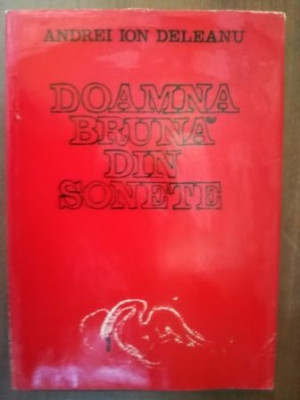 ANDREI ION DELEANU
DOAMNA
BRUNĂ
DIN
SONETE